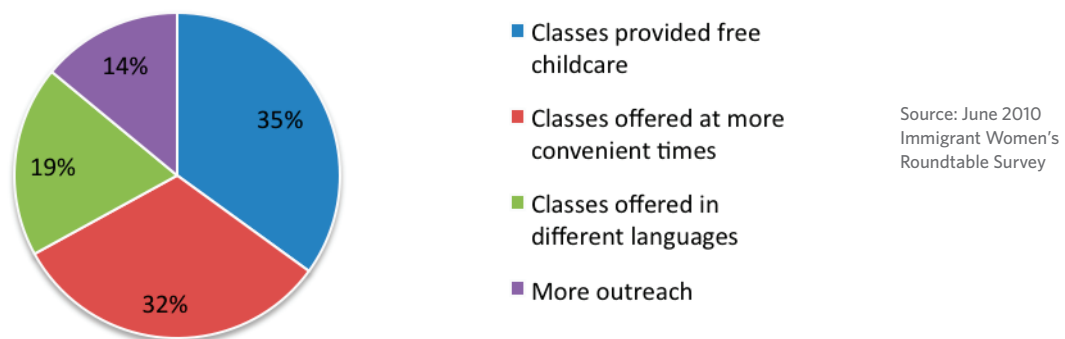 14%
35%
19%
32%
Classes provided free
childcare
Classes offered at more
convenient times
Classes offered in
different languages
More outreach
Source: June 2010
Immigrant Women’s
Roundtable Survey